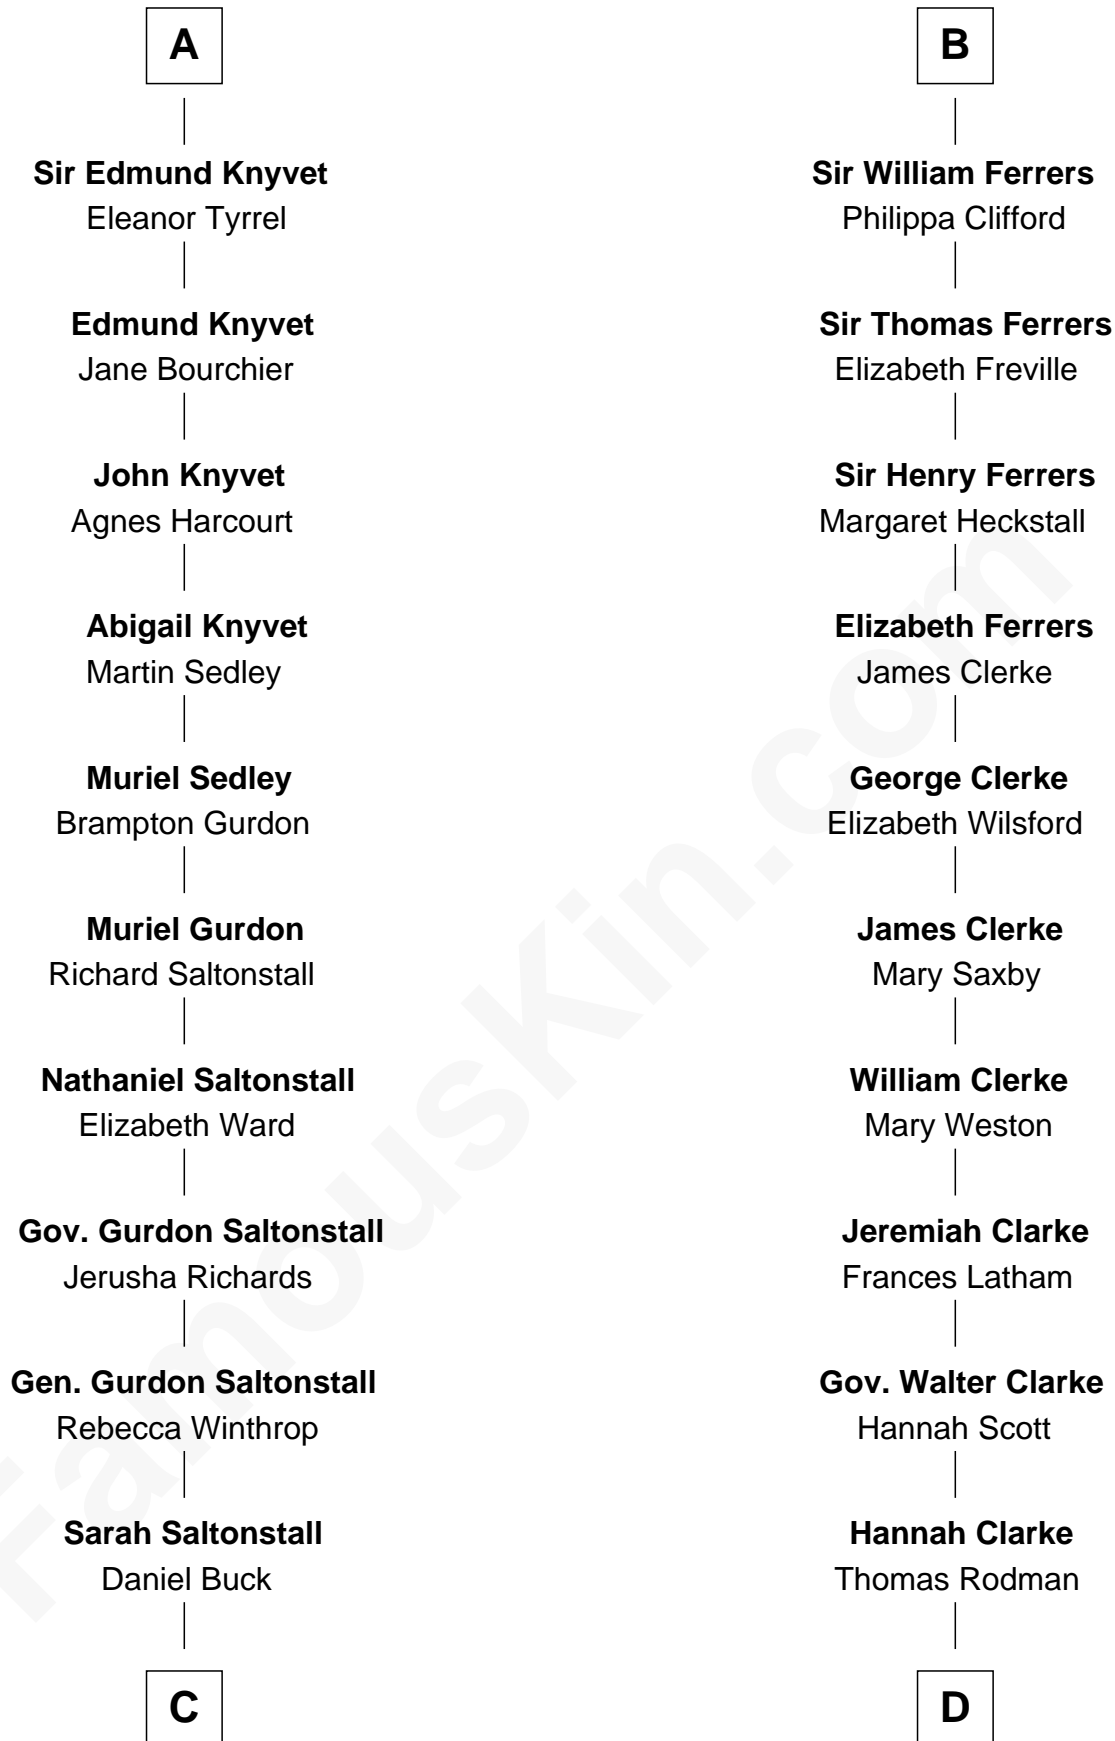 A
Sir Edmund Knyvet
Eleanor Tyrrel
Edmund Knyvet
Jane Bourchier
John Knyvet
Agnes Harcourt
Abigail Knyvet
Martin Sedley
Muriel Sedley
Brampton Gurdon
Muriel Gurdon
Richard Saltonstall
Nathaniel Saltonstall
Elizabeth Ward
Gov. Gurdon Saltonstall
Jerusha Richards
Gen. Gurdon Saltonstall
Rebecca Winthrop
Sarah Saltonstall
Daniel Buck
C
B
Sir William Ferrers
Philippa Clifford
Sir Thomas Ferrers
Elizabeth Freville
Sir Henry Ferrers
Margaret Heckstall
Elizabeth Ferrers
James Clerke
George Clerke
Elizabeth Wilsford
James Clerke
Mary Saxby
William Clerke
Mary Weston
Jeremiah Clarke
Frances Latham
Gov. Walter Clarke
Hannah Scott
Hannah Clarke
Thomas Rodman
D
FamousKin.com